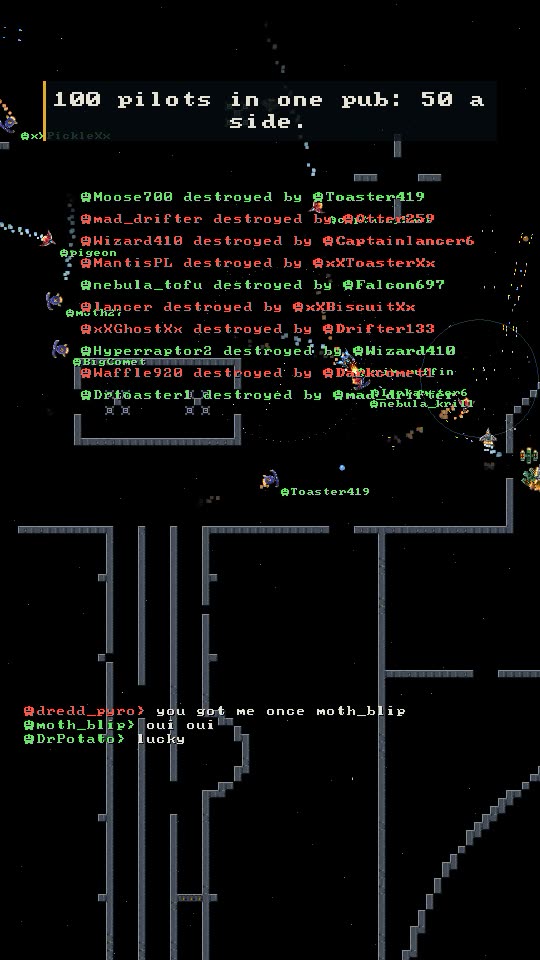 100 pilots in one pub: 50 a
side.
xXPickleXx
Moose700 destroyed by Toaster419
mad_drifter destroyed by Otter259
Wizard410 destroyed by Captainlancer6
pigeon
MantisPL destroyed by xXToasterXx
nebula_tofu destroyed by Falcon697
lancer destroyed by xXBiscuitXx
moth27
xXGhostXx destroyed by Drifter133
Hyperraptor2 destroyed by Wizard410
BigComet
Waffle920 destroyed by
Drtoaster1 destroyed by
nebula_krill
Toaster419
dredd_pyro> you got me once moth_blip
moth_blip> oui oui
DrPotato> lucky